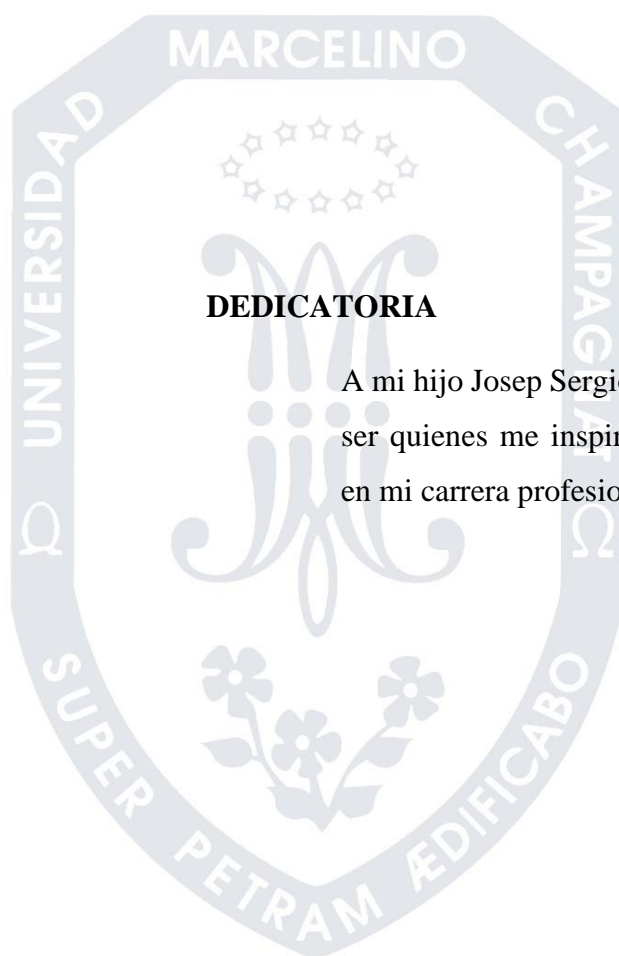 UNIVERSIDAD MARCELINO CHAMPAGNAT
DEDICATORIA
A mi hijo Josep Sergio
ser quienes me inspir
en mi carrera profesio
SUPER PETRAM ÆDIFICABO